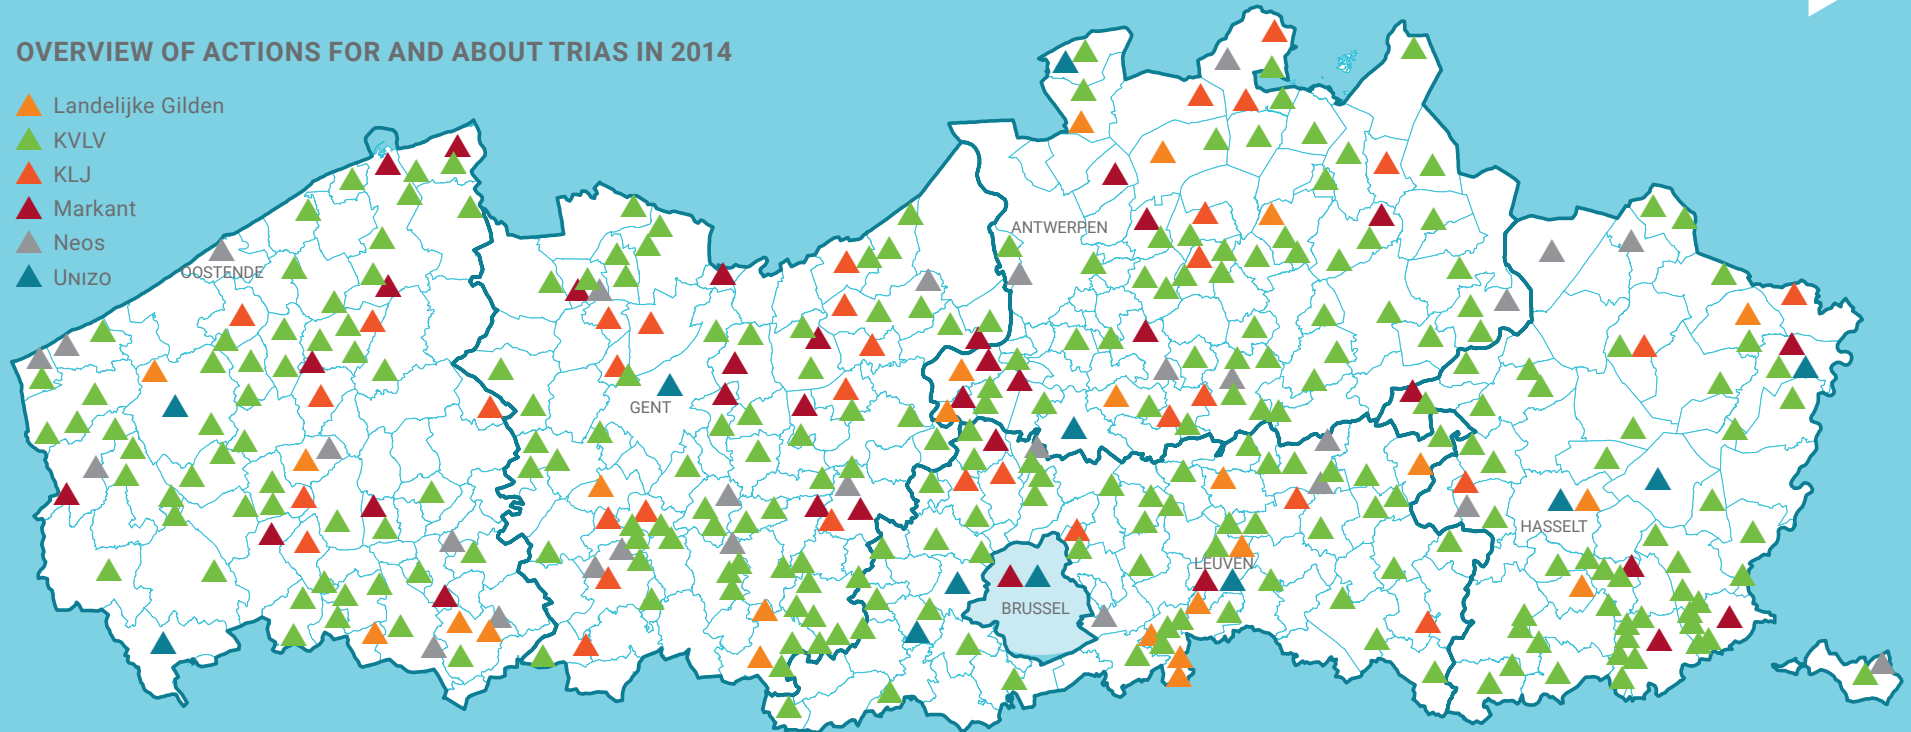 OVERVIEW OF ACTIONS FOR AND ABOUT TRIAS IN 2014
Landelijke Gilden
KVLV
KLJ
Markant
Neos
UNIZO
OOSTENDE
ANTWERPEN
GENT
HASSELT
LEUVEN
BRUSSEL